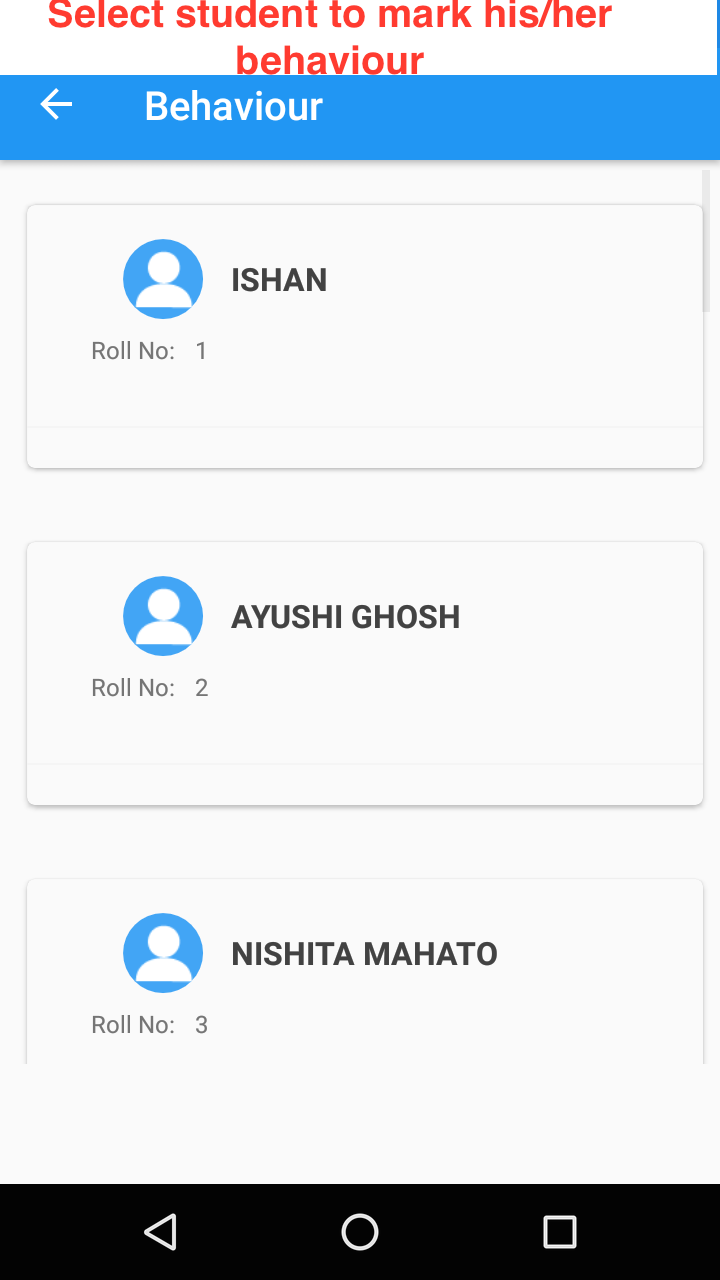 Select student to mark his/her
behaviour
Behaviour
ISHAN
Roll No: 1
AYUSHI GHOSH
Roll No: 2
NISHITA MAHATO
Roll No: 3